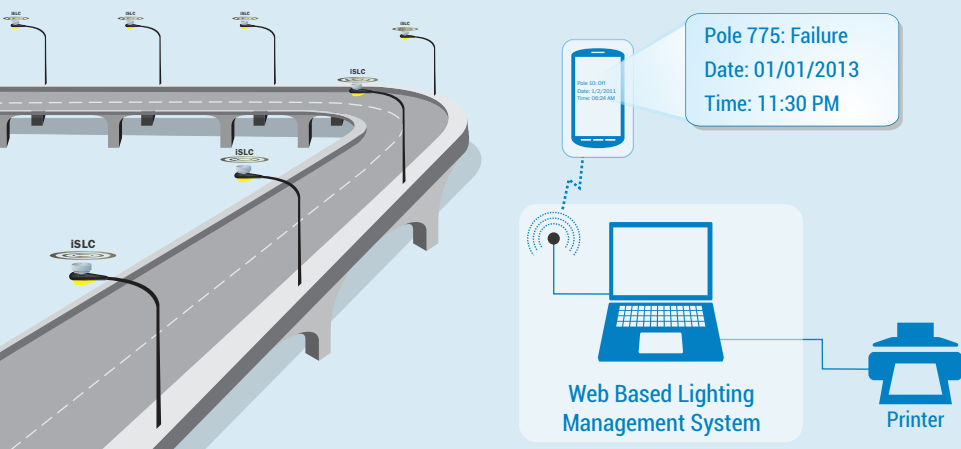 iSLC
iSLC
iSLC
iSLC
iSLC
iSLC
iSLC
Pole 775: Failure
Date: 01/01/2013
Time: 11:30 PM
Pole 10: Off
Date: 1/2/2011
Time: 06:24 AM
Web Based Lighting
Management System
Printer